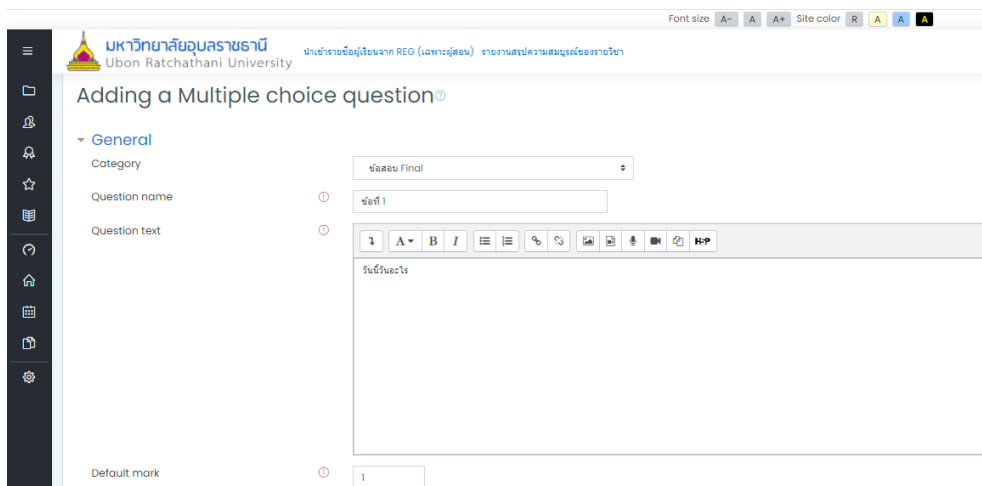 Font size A- A A+ Site color R A A A
มหาวิทยาลัยอุบลราชธานี
Ubon Ratchathani University
นำเข้ารายชื่อผู้เรียนจาก REG (เฉพาะผู้สอน) รายงานสรุปความสมบูรณ์ของรายวิชา
Adding a Multiple choice question
General
Category
ข้อสอบ Final
Question name
ข้อที่ 1
Question text
A B I H-P
วันนี้วันอะไร
Default mark
1